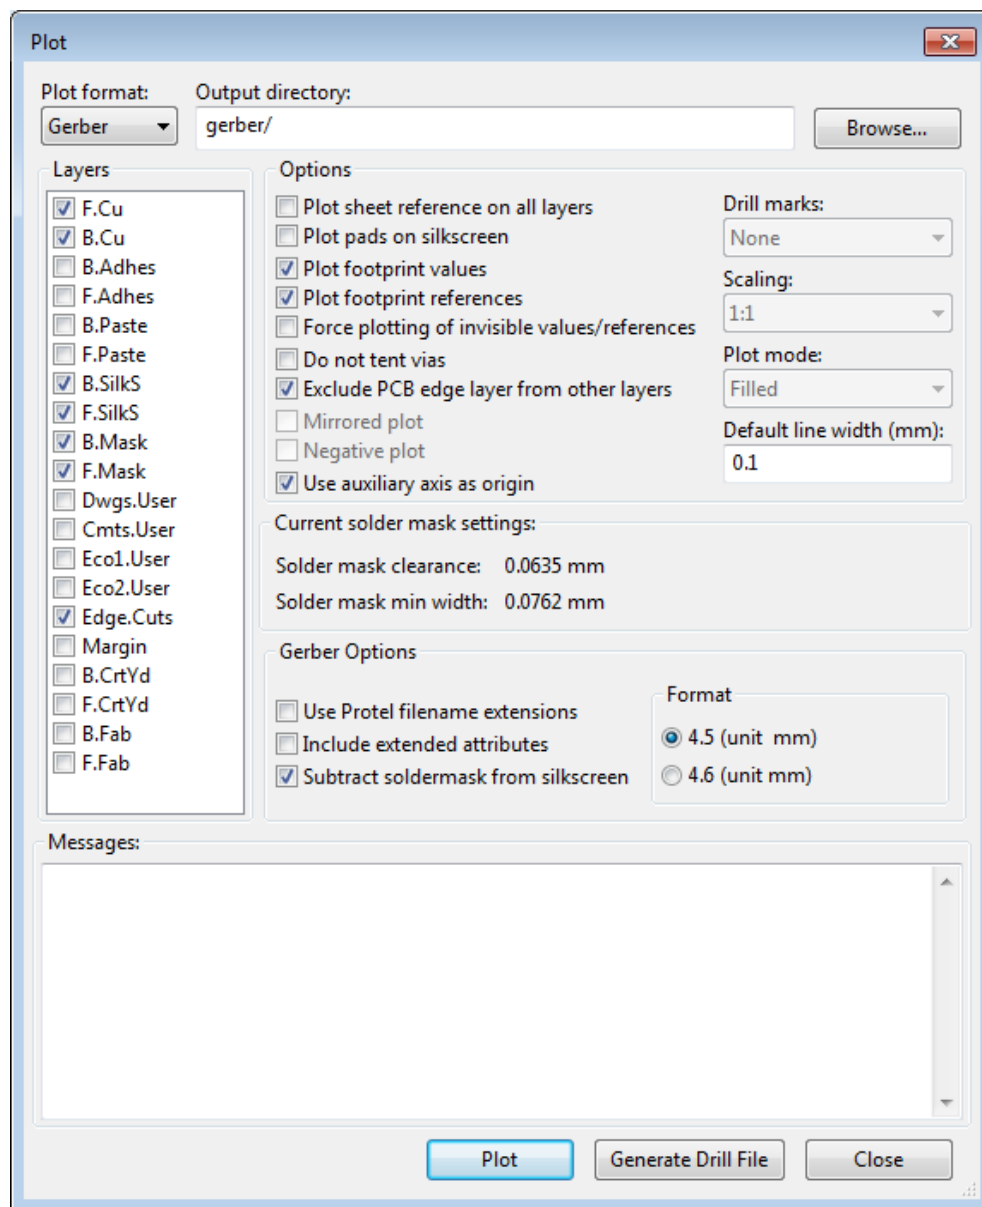 Plot
Plot format:
Output directory:
Gerber
gerber/
Browse...
Layers
F.Cu
B.Cu
B.Adhes
F.Adhes
B.Paste
F.Paste
B.SilkS
F.SilkS
B.Mask
F.Mask
Dwgs.User
Cmts.User
Eco1.User
Eco2.User
Edge.Cuts
Margin
B.CrtYd
F.CrtYd
B.Fab
F.Fab
Options
Plot sheet reference on all layers
Plot pads on silkscreen
Plot footprint values
Plot footprint references
Force plotting of invisible values/references
Do not tent vias
Exclude PCB edge layer from other layers
Mirrored plot
Negative plot
Use auxiliary axis as origin
Drill marks:
None
Scaling:
1:1
Plot mode:
Filled
Default line width (mm):
0.1
Current solder mask settings:
Solder mask clearance: 0.0635 mm
Solder mask min width: 0.0762 mm
Gerber Options
Use Protel filename extensions
Include extended attributes
Subtract soldermask from silkscreen
Format
4.5 (unit mm)
4.6 (unit mm)
Messages:
Plot
Generate Drill File
Close